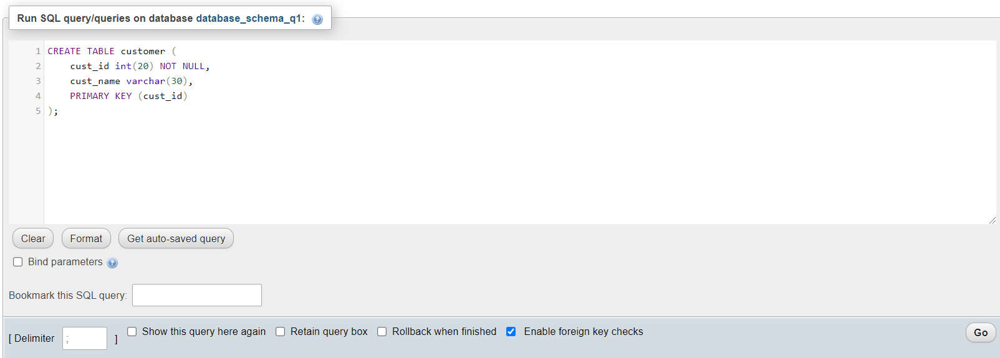 Run SQL query/queries on database database_schema_q1:
1 CREATE TABLE customer (
2 cust_id int(20) NOT NULL,
3 cust_name varchar(30),
4 PRIMARY KEY (cust_id)
5 );
Clear Format Get auto-saved query
Bind parameters
Bookmark this SQL query:
[ Delimiter ; ] Show this query here again Retain query box Rollback when finished Enable foreign key checks Go